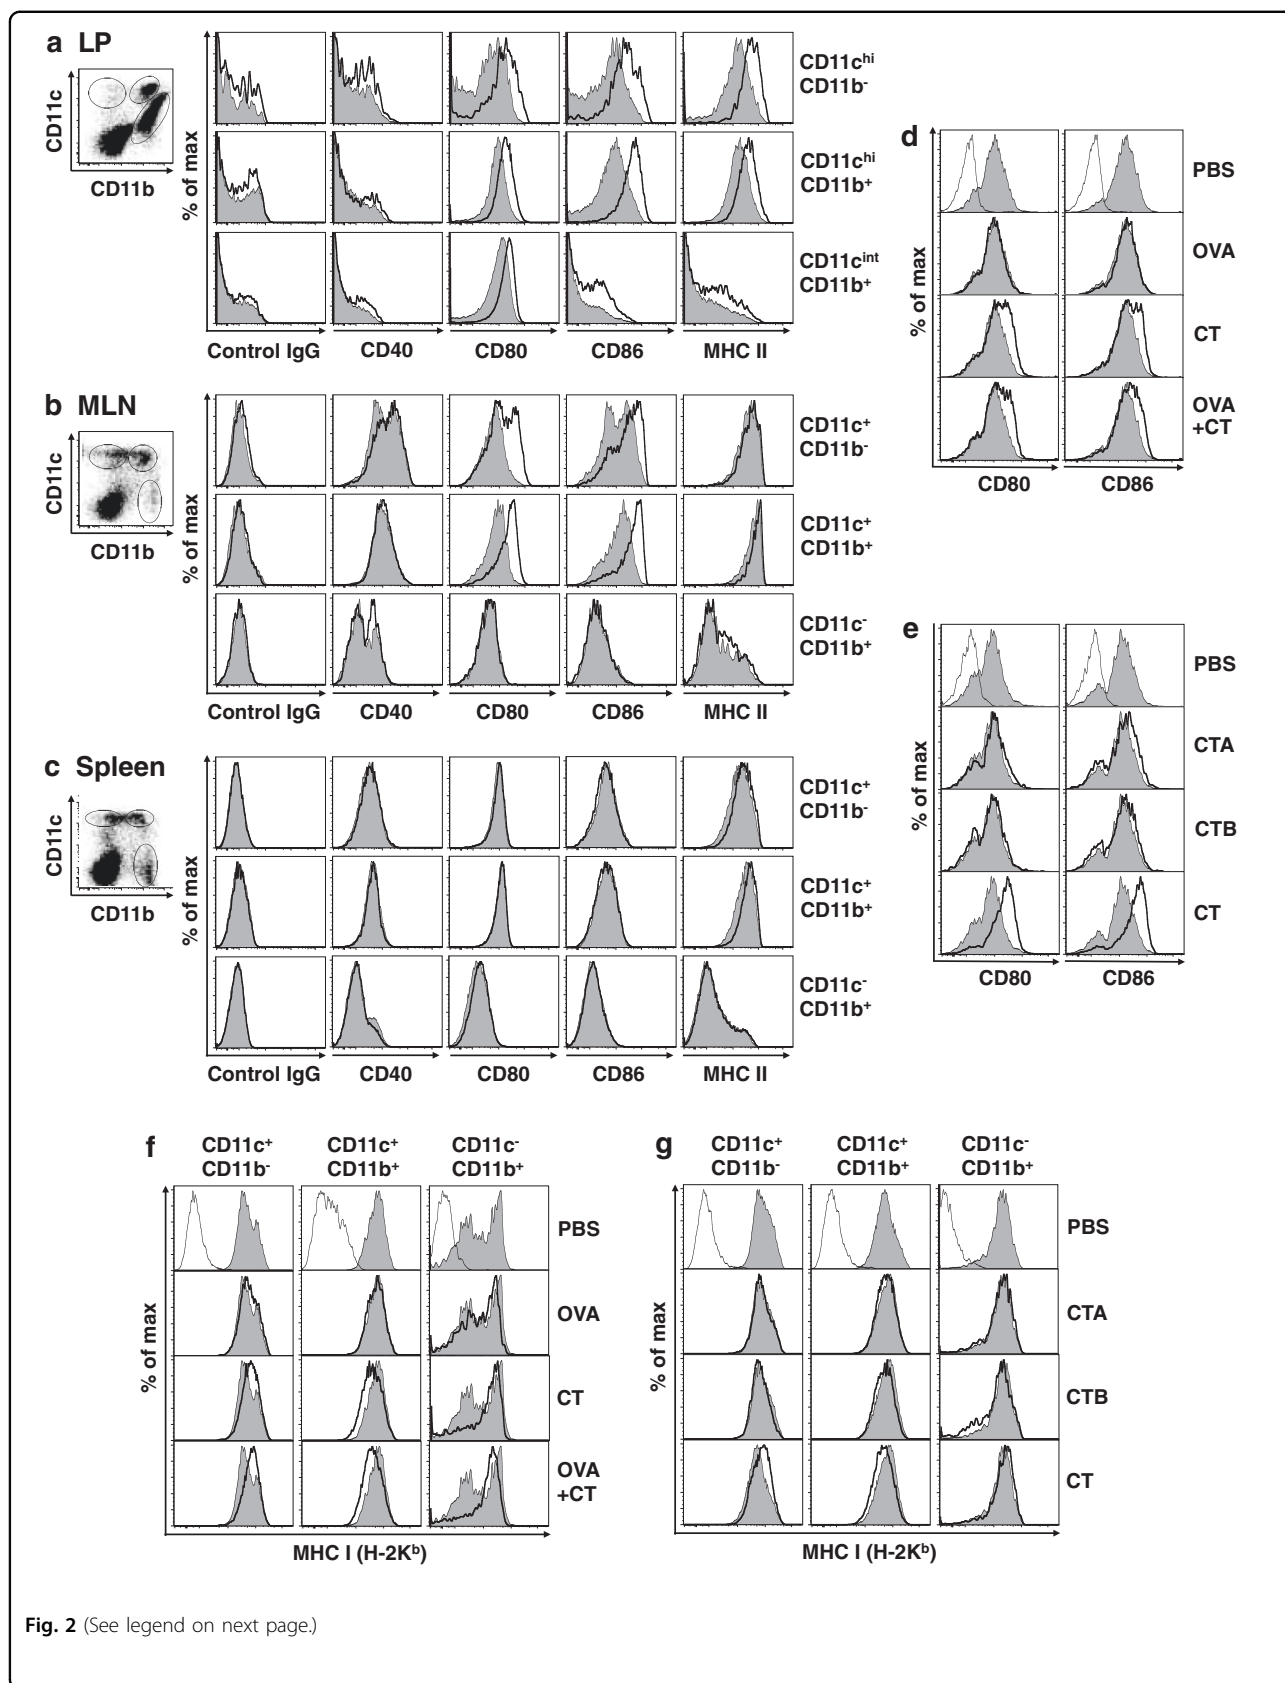 a LP
CD11c
CD11b
% of max
CD11cʰⁱ
CD11b⁻
CD11cʰⁱ
CD11b⁺
CD11cⁱⁿᵗ
CD11b⁺
Control IgG CD40 CD80 CD86 MHC II
b MLN
CD11c
CD11b
% of max
CD11c⁺
CD11b⁻
CD11c⁺
CD11b⁺
CD11c⁻
CD11b⁺
Control IgG CD40 CD80 CD86 MHC II
c Spleen
CD11c
CD11b
% of max
CD11c⁺
CD11b⁻
CD11c⁺
CD11b⁺
CD11c⁻
CD11b⁺
Control IgG CD40 CD80 CD86 MHC II
d
% of max
PBS
OVA
CT
OVA
+CT
CD80 CD86
e
% of max
PBS
CTA
CTB
CT
CD80 CD86
f
CD11c⁺ CD11c⁺ CD11c⁻
CD11b⁻ CD11b⁺ CD11b⁺
% of max
PBS
OVA
CT
OVA
+CT
MHC I (H-2Kᵇ)
g
CD11c⁺ CD11c⁺ CD11c⁻
CD11b⁻ CD11b⁺ CD11b⁺
% of max
PBS
CTA
CTB
CT
MHC I (H-2Kᵇ)
Fig. 2 (See legend on next page.)